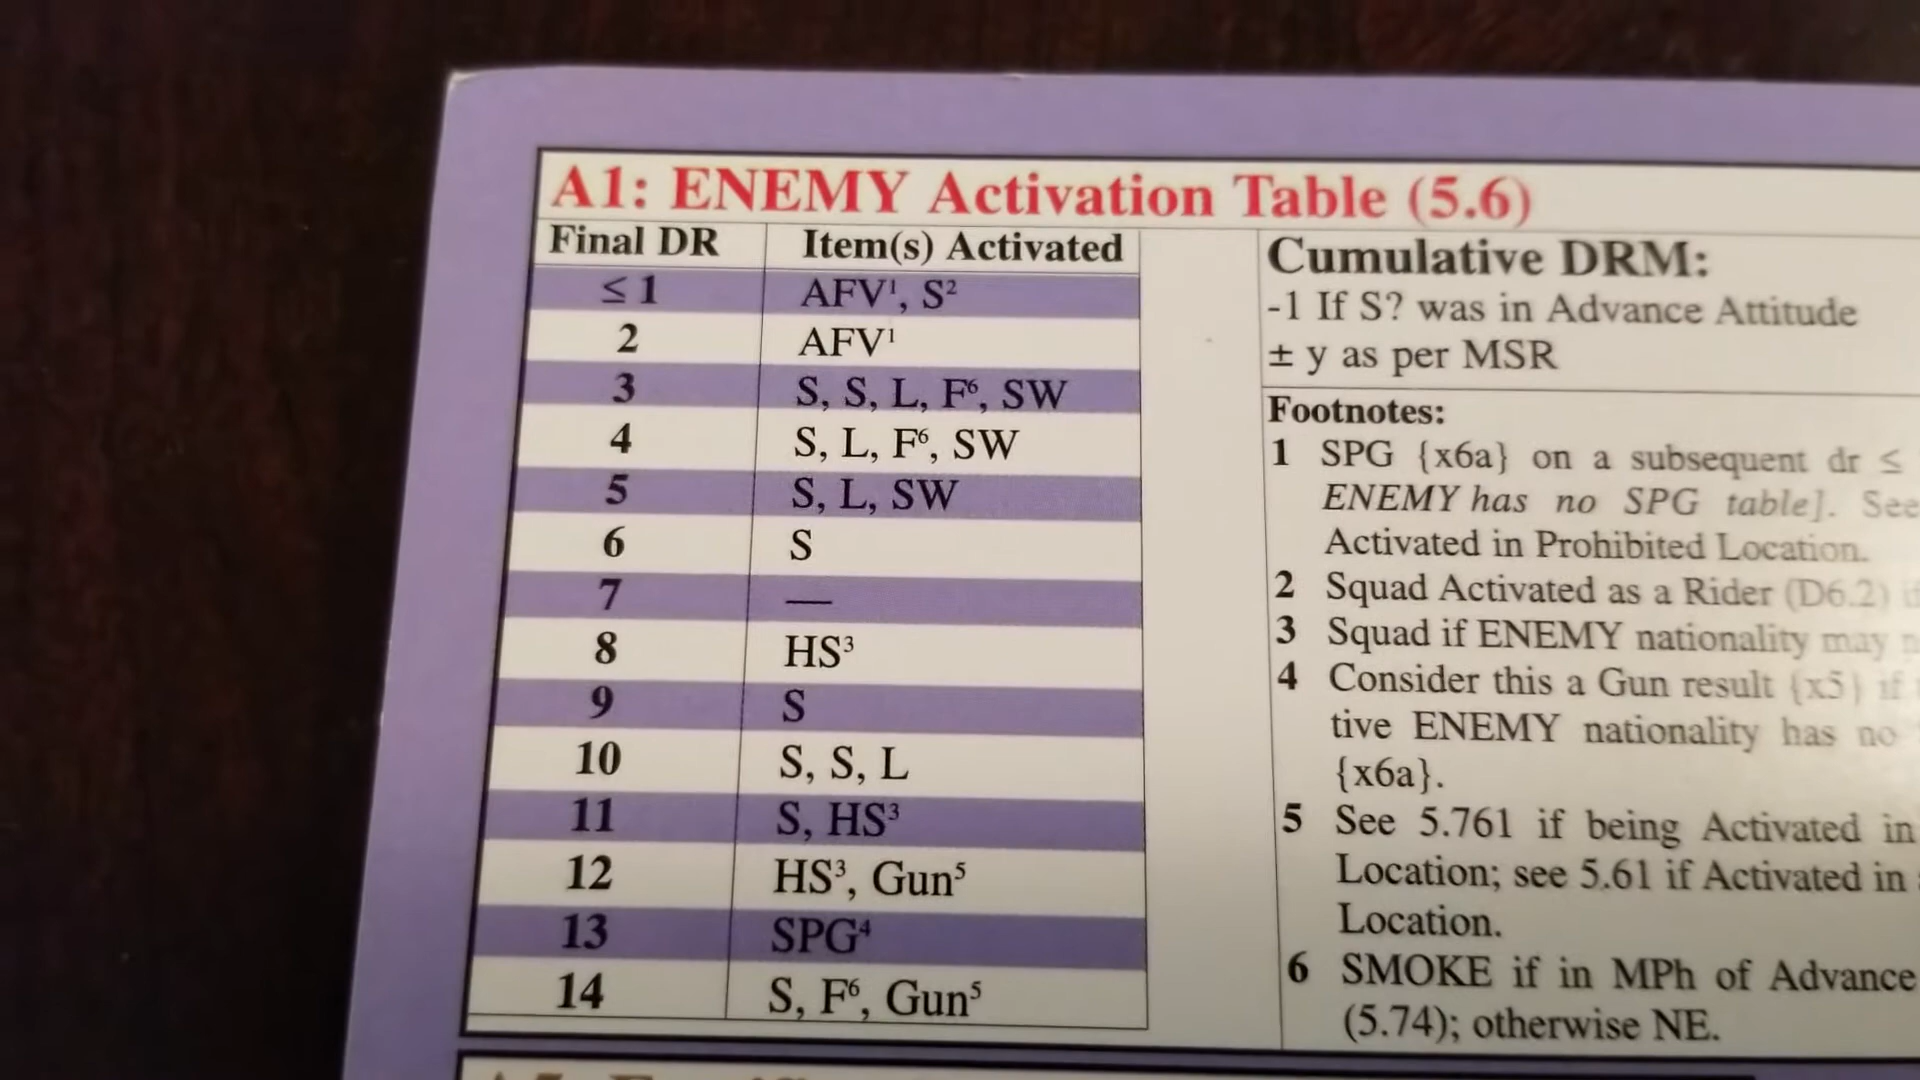 A1: ENEMY Activation Table (5.6)
Final DR Item(s) Activated
≤ 1 AFV¹, S²
2 AFV¹
3 S, S, L, F⁶, SW
4 S, L, F⁶, SW
5 S, L, SW
6 S
7 —
8 HS³
9 S
10 S, S, L
11 S, HS³
12 HS³, Gun⁵
13 SPG⁴
14 S, F⁶, Gun⁵
Cumulative DRM:
-1 If S? was in Advance Attitude
± y as per MSR
Footnotes:
1 SPG {x6a} on a subsequent dr ≤
ENEMY has no SPG table]. See
Activated in Prohibited Location.
2 Squad Activated as a Rider (D6.2)
3 Squad if ENEMY nationality may
4 Consider this a Gun result {x5} if
tive ENEMY nationality has no
{x6a}.
5 See 5.761 if being Activated in
Location; see 5.61 if Activated in
Location.
6 SMOKE if in MPh of Advance
(5.74); otherwise NE.